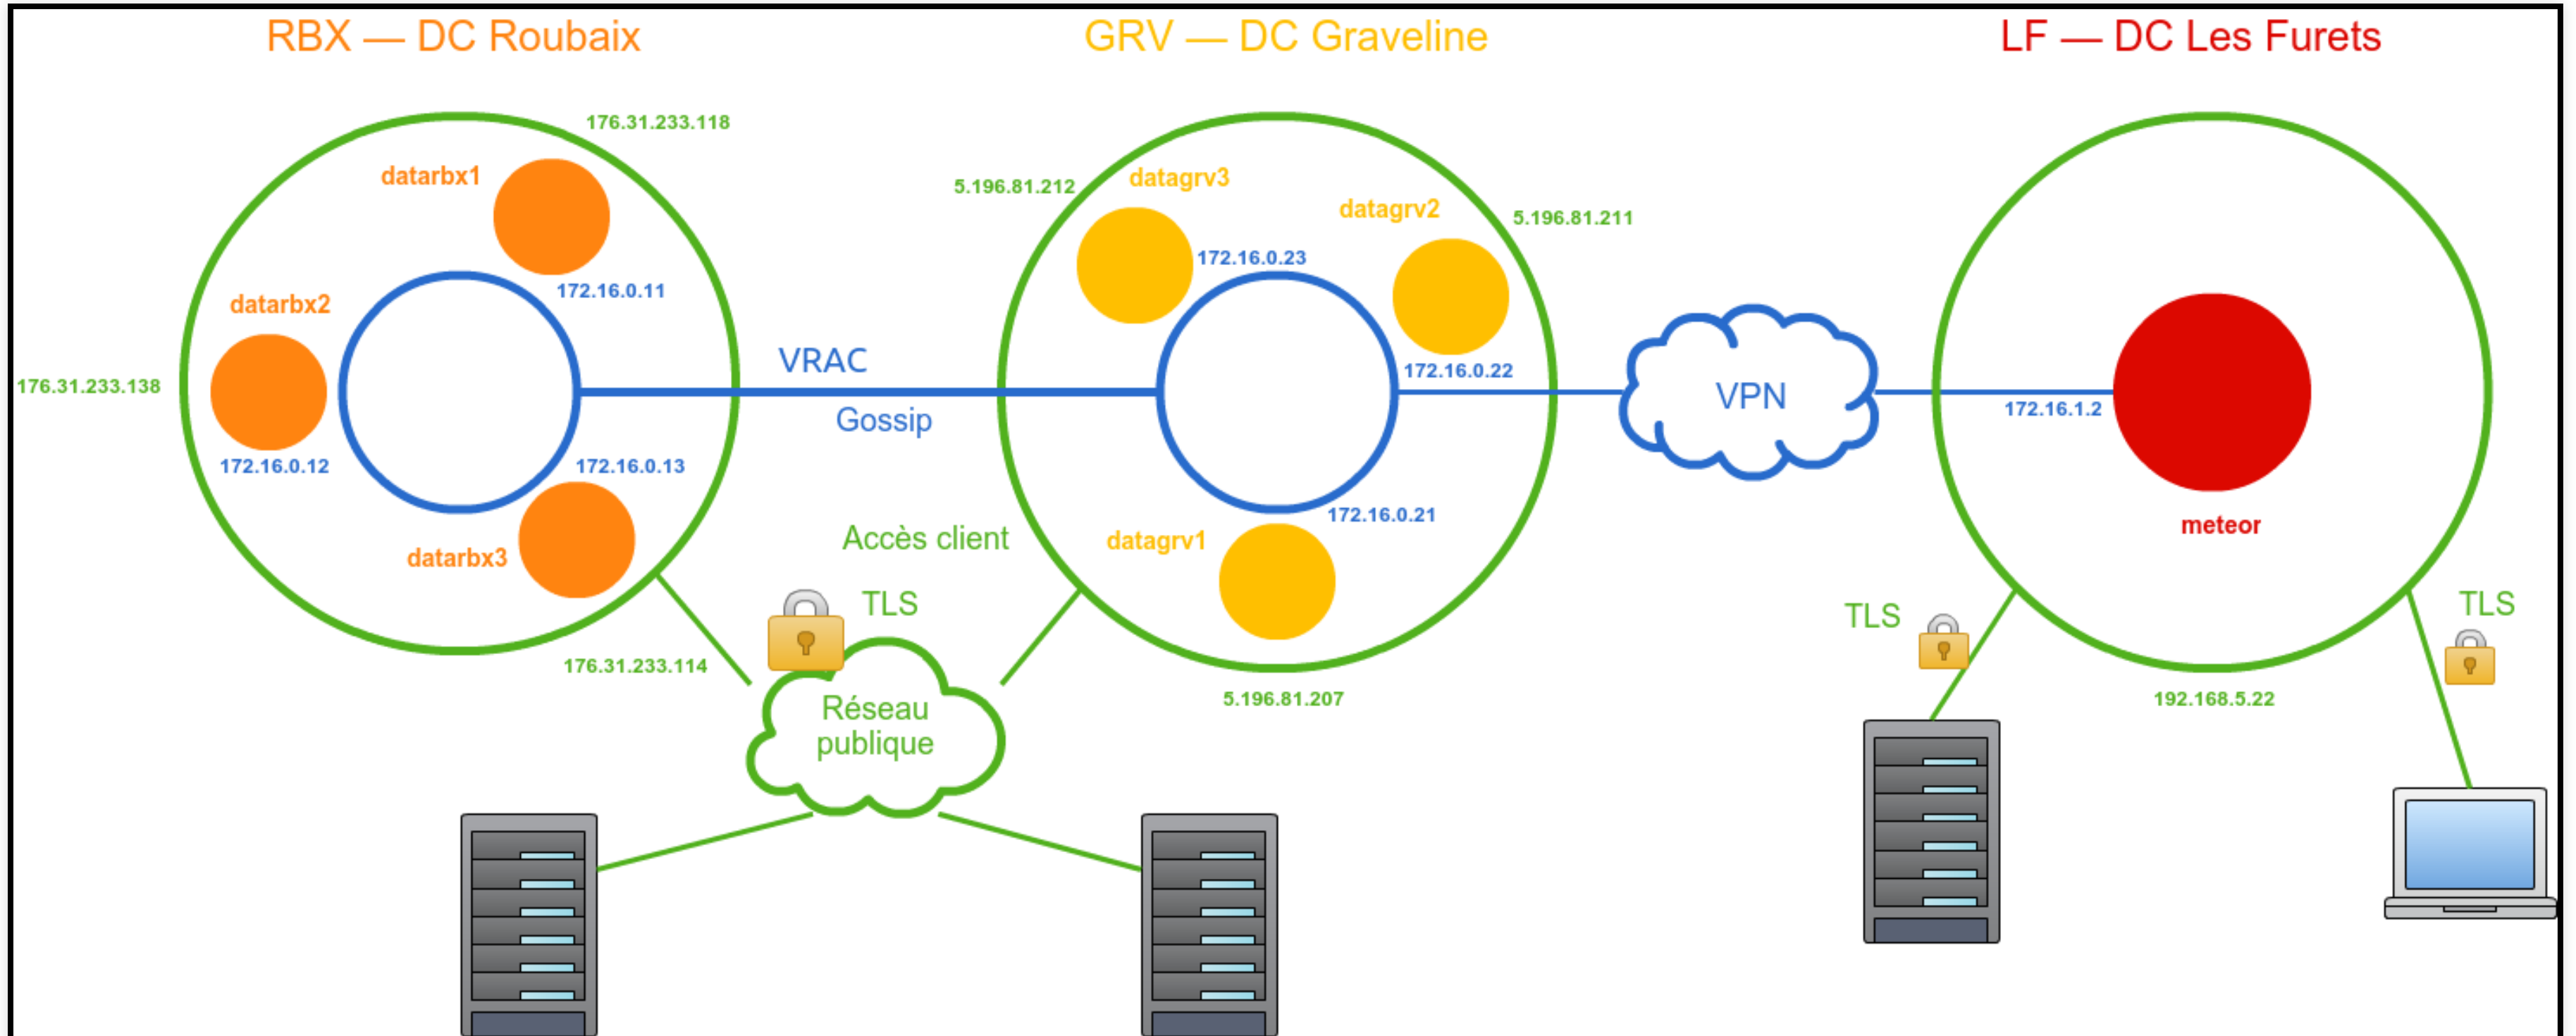 RBX — DC Roubaix
GRV — DC Graveline
LF — DC Les Furets
176.31.233.118
datarbx1
172.16.0.11
datarbx2
176.31.233.138
172.16.0.12
172.16.0.13
datarbx3
176.31.233.114
VRAC
Gossip
5.196.81.212
datagrv3
172.16.0.23
datagrv2
5.196.81.211
172.16.0.22
172.16.0.21
datagrv1
5.196.81.207
Accès client
TLS
Réseau
publique
VPN
172.16.1.2
meteor
TLS
TLS
192.168.5.22